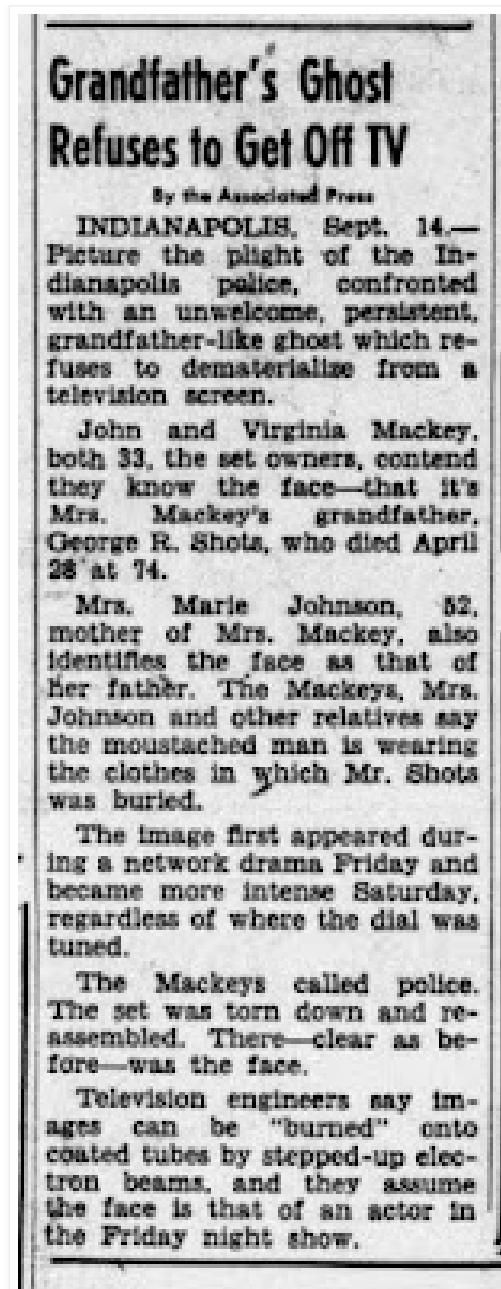 Grandfather's Ghost
Refuses to Get Off TV
By the Associated Press
INDIANAPOLIS, Sept. 14.—
Picture the plight of the In-
dianapolis police, confronted
with an unwelcome, persistent,
grandfather-like ghost which re-
fuses to dematerialize from a
television screen.
John and Virginia Mackey,
both 33, the set owners, contend
they know the face—that it's
Mrs. Mackey's grandfather,
George R. Shots, who died April
28 at 74.
Mrs. Marie Johnson, 52,
mother of Mrs. Mackey, also
identifies the face as that of
her father. The Mackeys, Mrs.
Johnson and other relatives say
the moustached man is wearing
the clothes in which Mr. Shots
was buried.
The image first appeared dur-
ing a network drama Friday and
became more intense Saturday,
regardless of where the dial was
tuned.
The Mackeys called police.
The set was torn down and re-
assembled. There—clear as be-
fore—was the face.
Television engineers say im-
ages can be "burned" onto
coated tubes by stepped-up elec-
tron beams, and they assume
the face is that of an actor in
the Friday night show.